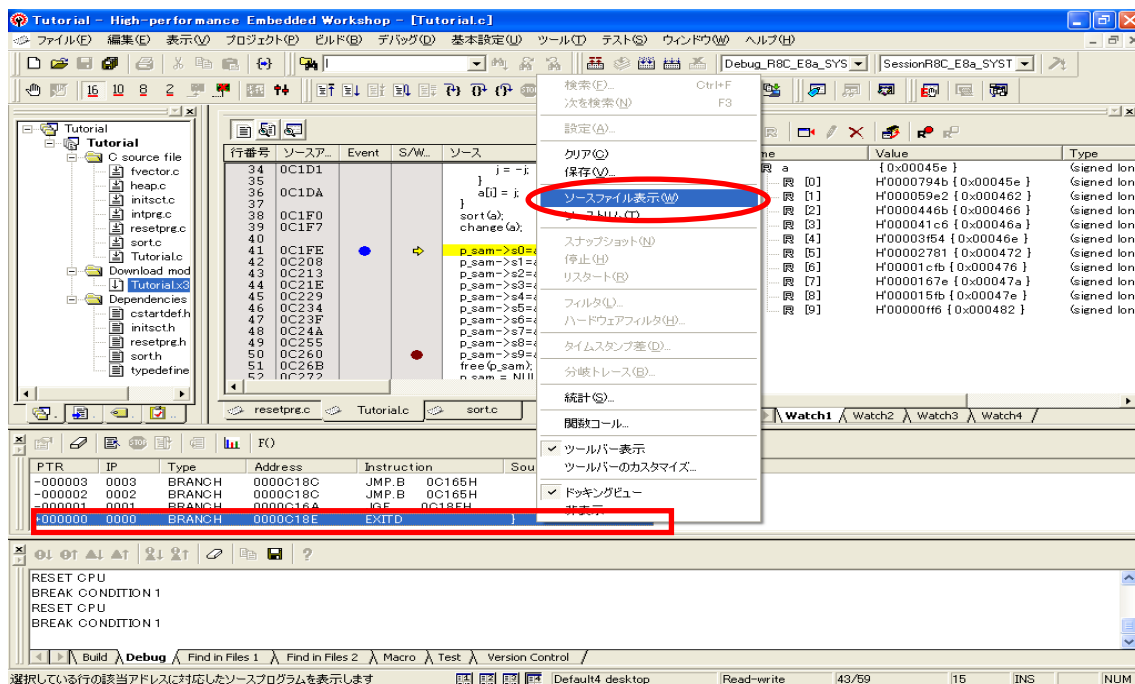 Tutorial - High-performance Embedded Workshop - [Tutorial.c]
ファイル(F) 編集(E) 表示(V) プロジェクト(P) ビルド(B) デバッグ(D) 基本設定(U) ツール(T) テスト(S) ウィンドウ(W) ヘルプ(H)
Debug_R8C_E8a_SYS SessionR8C_E8a_SYST
16 10 8 2
Tutorial
Tutorial
C source file
fvector.c
heap.c
initsct.c
intprg.c
resetprg.c
sort.c
Tutorial.c
Download mod
Tutorial.x3
Dependencies
cstartdef.h
initsct.h
resetprg.h
sort.h
typedefine
行番号 ソースア... Event S/W... ソース
34 0C1D1 j = -j;
35 }
36 0C1DA a[i] = j;
37 }
38 0C1F0 sort(a);
39 0C1F7 change(a);
40
41 0C1FE p_sam->s0=
42 0C208 p_sam->s1=
43 0C213 p_sam->s2=
44 0C21E p_sam->s3=
45 0C229 p_sam->s4=
46 0C234 p_sam->s5=
47 0C23F p_sam->s6=
48 0C24A p_sam->s7=
49 0C255 p_sam->s8=
50 0C260 p_sam->s9=
51 0C26B free(p_sam);
52 0C272 p_sam = NUL
resetprg.c Tutorial.c sort.c
検索(F)... Ctrl+F
次を検索(N) F3
設定(A)...
クリア(C)
保存(V)...
ソースファイル表示(W)
ソーストリム(T)
スナップショット(N)
停止(H)
リスタート(R)
フィルタ(L)...
ハードウェアフィルタ(H)...
タイムスタンプ差(D)...
分岐トレース(B)...
統計(S)...
関数コール...
ツールバー表示
ツールバーのカスタマイズ...
ドッキングビュー
非表示
me Value Type
a { 0x00045e } (signed lon
[0] H'0000794b { 0x00045e } (signed lon
[1] H'000059e2 { 0x000462 } (signed lon
[2] H'0000446b { 0x000466 } (signed lon
[3] H'000041c6 { 0x00046a } (signed lon
[4] H'00003f54 { 0x00046e } (signed lon
[5] H'00002781 { 0x000472 } (signed lon
[6] H'00001cfb { 0x000476 } (signed lon
[7] H'0000167e { 0x00047a } (signed lon
[8] H'000015fb { 0x00047e } (signed lon
[9] H'00000ff6 { 0x000482 } (signed lon
Watch1 Watch2 Watch3 Watch4
F()
PTR IP Type Address Instruction Sou
-000003 0003 BRANCH 0000C18C JMP.B 0C165H
-000002 0002 BRANCH 0000C18C JMP.B 0C165H
-000001 0001 BRANCH 0000C16A JGE 0C18EH
+000000 0000 BRANCH 0000C18E EXITD }
RESET CPU
BREAK CONDITION 1
RESET CPU
BREAK CONDITION 1
Build Debug Find in Files 1 Find in Files 2 Macro Test Version Control
選択している行の該当アドレスに対応したソースプログラムを表示します Default4 desktop Read-write 43/59 15 INS NUM